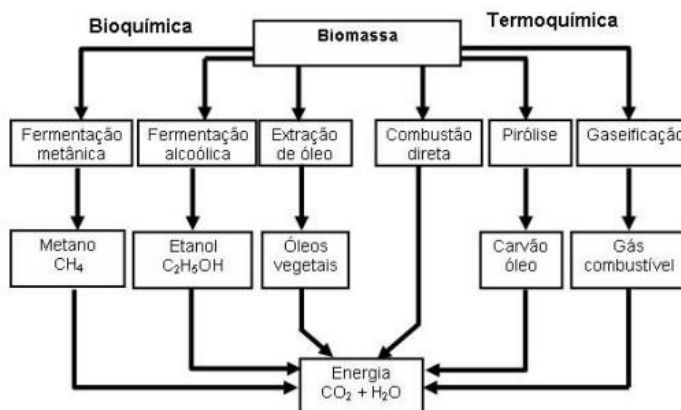 Bioquímica
Termoquímica
Biomassa
Fermentação
metânica
Fermentação
alcoólica
Extração
de óleo
Combustão
direta
Pirólise
Gaseificação
Metano
CH₄
Etanol
C₂H₅OH
Óleos
vegetais
Carvão
óleo
Gás
combustível
Energia
CO₂ + H₂O